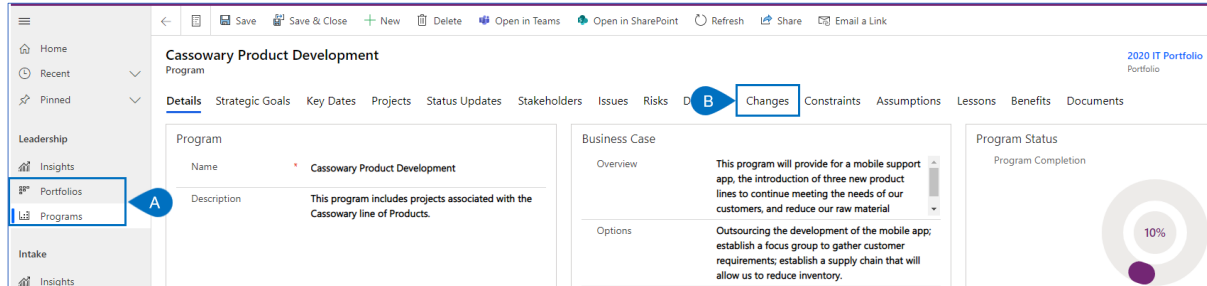 Save Save & Close New Delete Open in Teams Open in SharePoint Refresh Share Email a Link
Home
Recent
Pinned
Leadership
Insights
Portfolios
Programs
Intake
Insights
A
Cassowary Product Development
Program
2020 IT Portfolio
Portfolio
Details Strategic Goals Key Dates Projects Status Updates Stakeholders Issues Risks D B Changes Constraints Assumptions Lessons Benefits Documents
Program
Name * Cassowary Product Development
Description This program includes projects associated with the
Cassowary line of Products.
Business Case
Overview This program will provide for a mobile support
app, the introduction of three new product
lines to continue meeting the needs of our
customers, and reduce our raw material
Options Outsourcing the development of the mobile app;
establish a focus group to gather customer
requirements; establish a supply chain that will
allow us to reduce inventory.
Program Status
Program Completion
10%